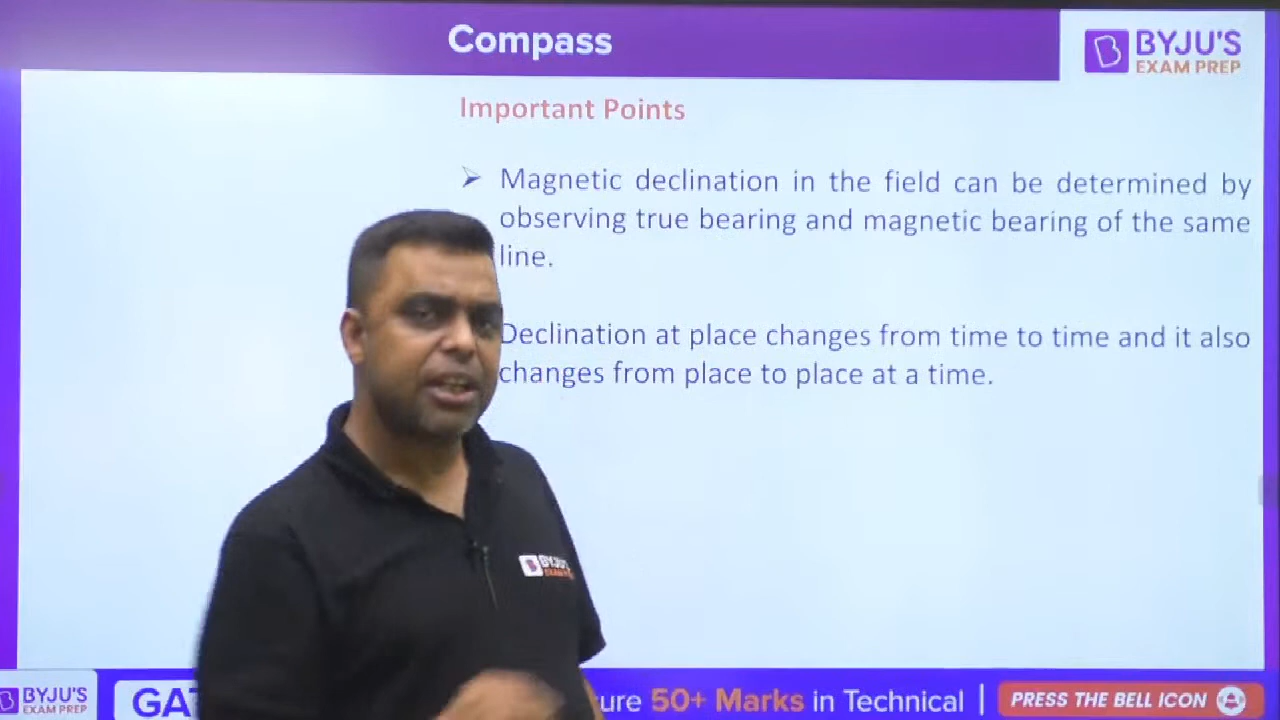 Compass
BYJU'S
EXAM PREP
Important Points
➢ Magnetic declination in the field can be determined by
observing true bearing and magnetic bearing of the same
line.
Declination at place changes from time to time and it also
changes from place to place at a time.
BYJU'S
EXAM
BYJU'S
EXAM PREP
50+ Marks in Technical
PRESS THE BELL ICON